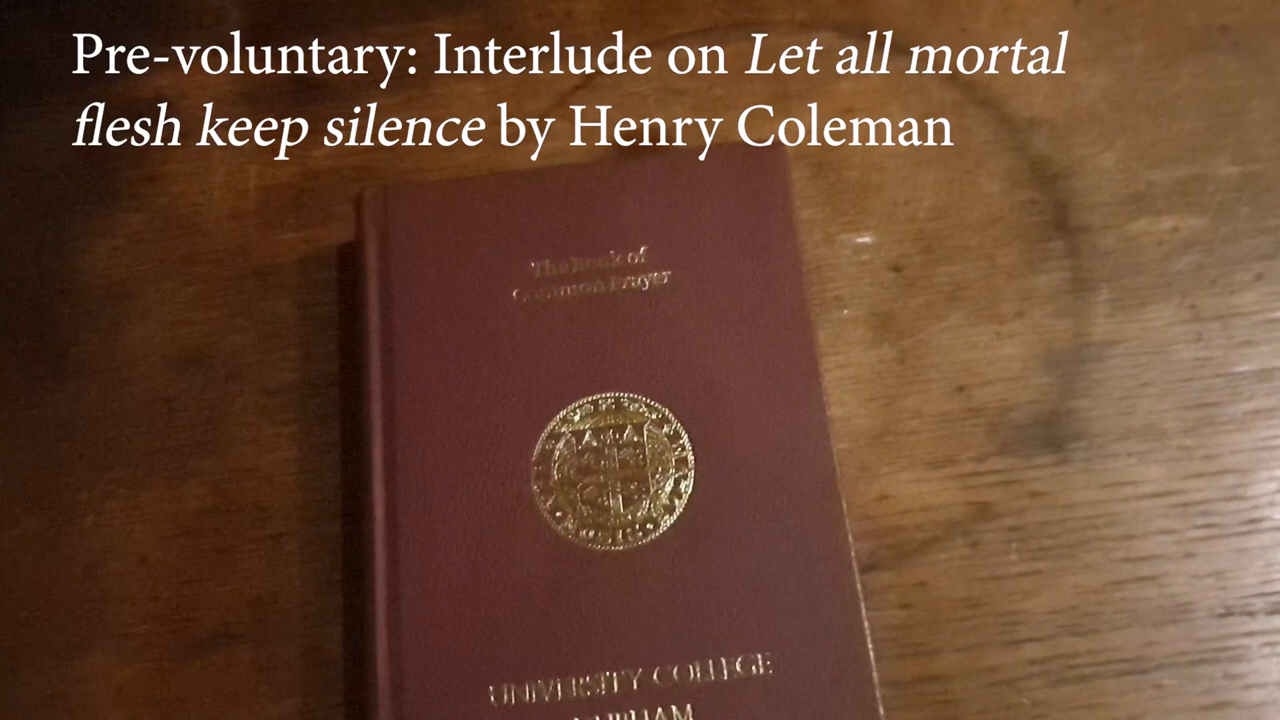 Pre-voluntary: Interlude on Let all mortal
flesh keep silence by Henry Coleman
The Book of
Common Prayer
UNIVERSITY COLLEGE
DURHAM